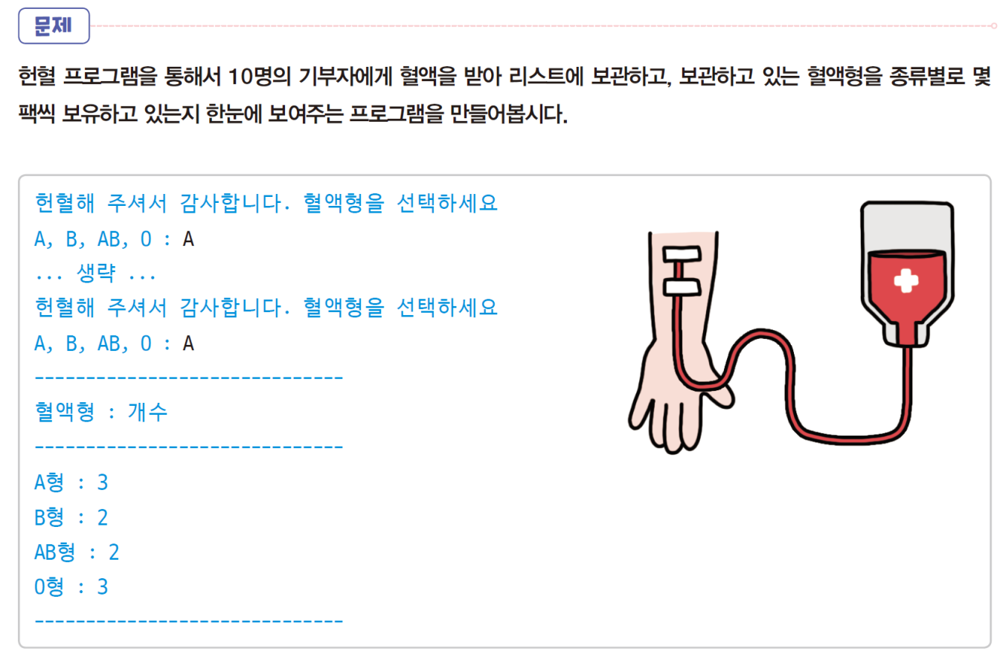 문제
헌혈 프로그램을 통해서 10명의 기부자에게 혈액을 받아 리스트에 보관하고, 보관하고 있는 혈액형을 종류별로 몇
팩씩 보유하고 있는지 한눈에 보여주는 프로그램을 만들어봅시다.
헌혈해 주셔서 감사합니다. 혈액형을 선택하세요
A, B, AB, O : A
... 생략 ...
헌혈해 주셔서 감사합니다. 혈액형을 선택하세요
A, B, AB, O : A
------------------------------
혈액형 : 개수
------------------------------
A형 : 3
B형 : 2
AB형 : 2
O형 : 3
------------------------------